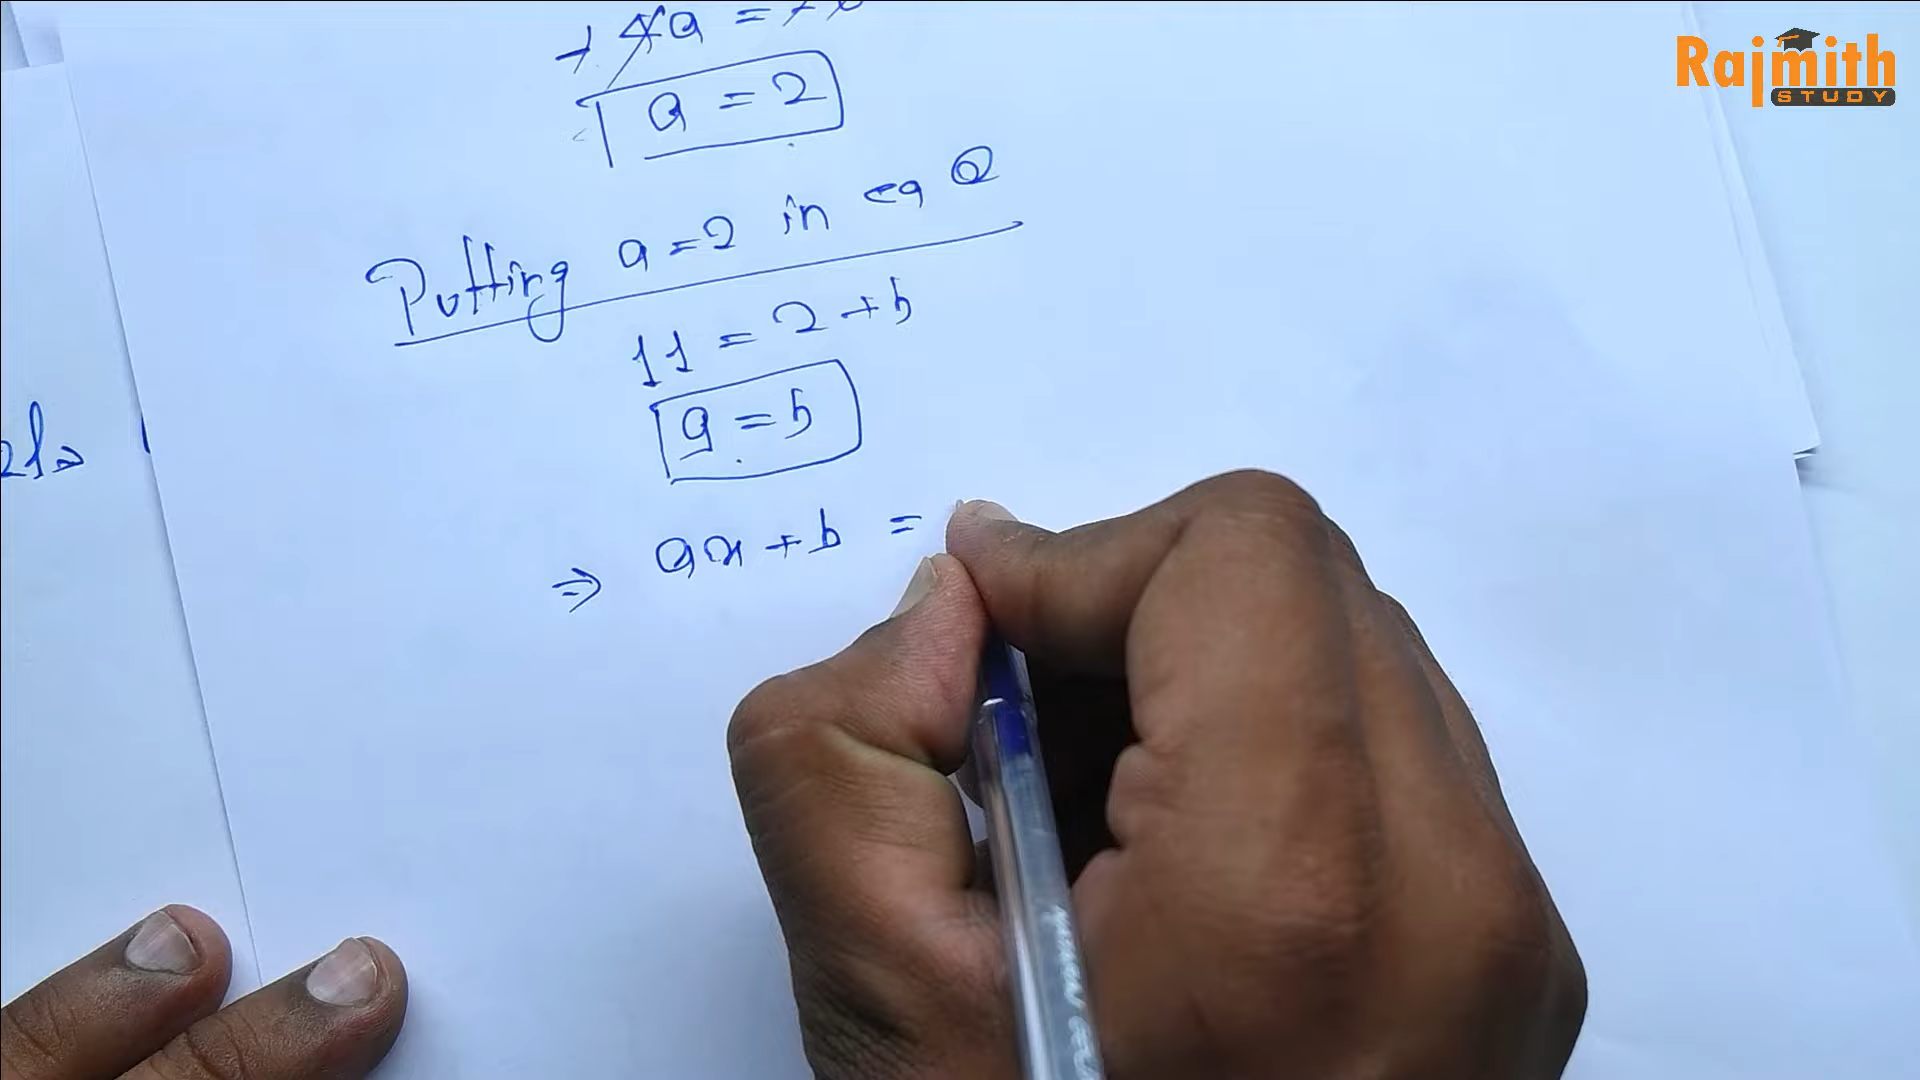 Rajmith
STUDY
a = 2
Putting a = 2 in eq ②
11 = 2 + b
9 = b
⇒ ax + b =